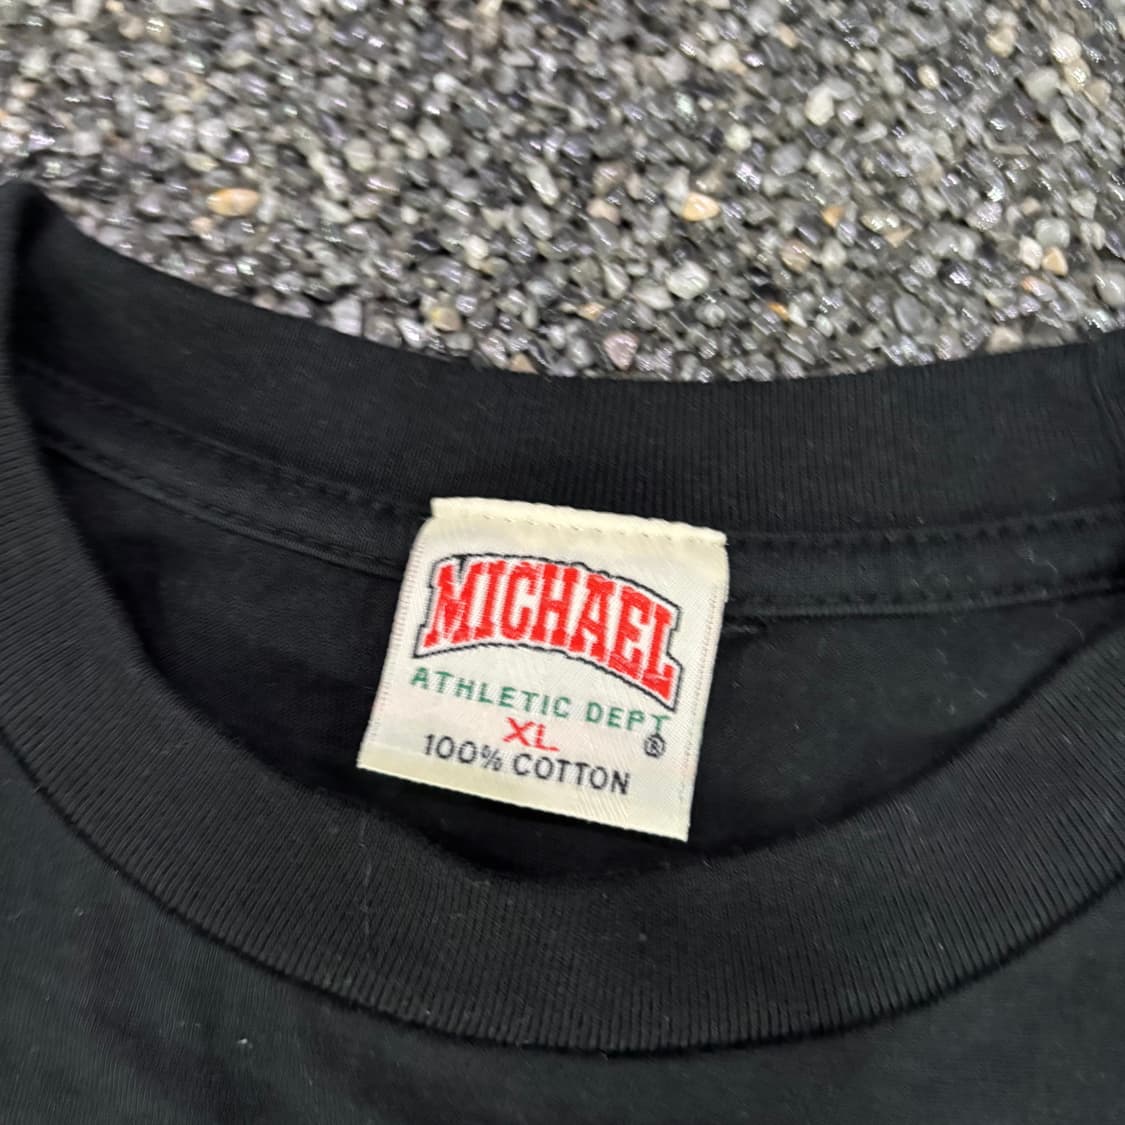 MICHAEL
ATHLETIC DEPT
XL ®
100% COTTON